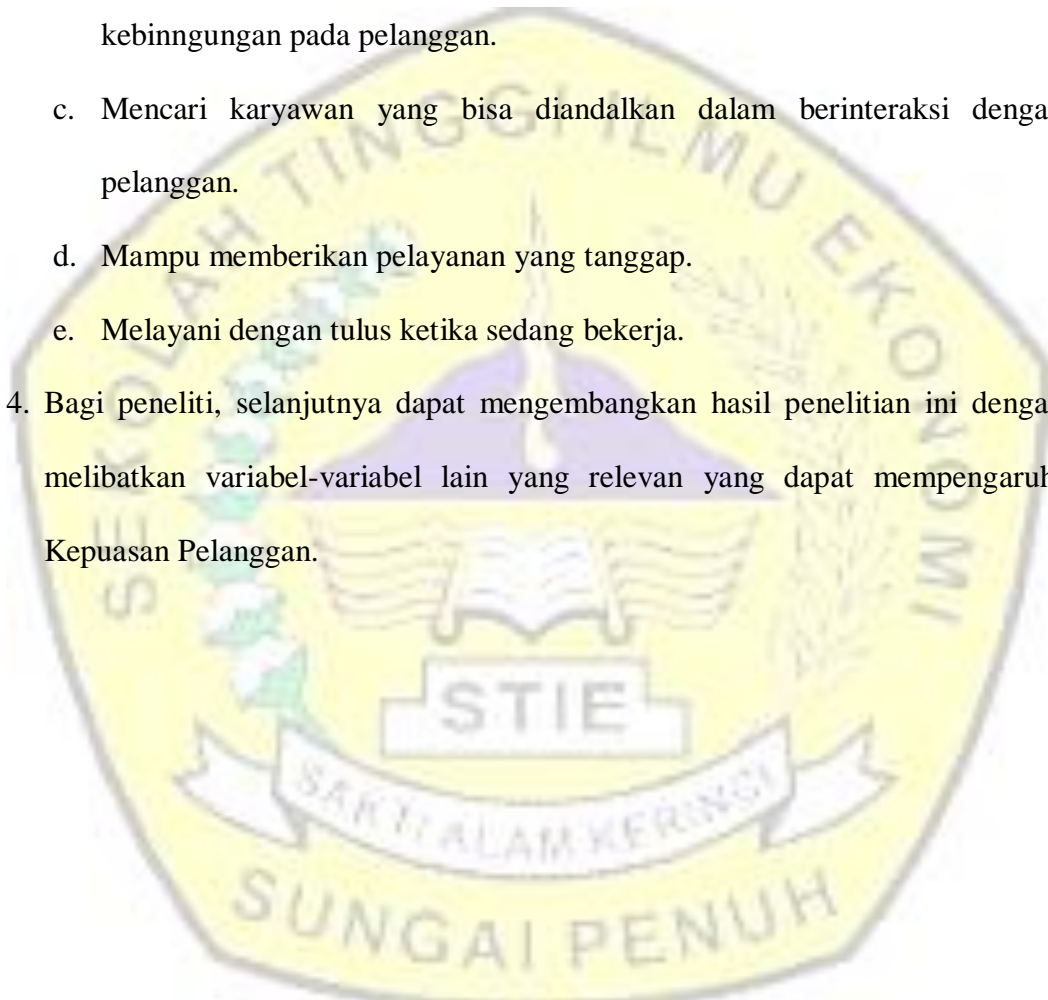 kebinngungan pada pelanggan.
c. Mencari karyawan yang bisa diandalkan dalam berinteraksi denga
pelanggan.
d. Mampu memberikan pelayanan yang tanggap.
e. Melayani dengan tulus ketika sedang bekerja.
4. Bagi peneliti, selanjutnya dapat mengembangkan hasil penelitian ini denga
melibatkan variabel-variabel lain yang relevan yang dapat mempengaruh
Kepuasan Pelanggan.
SEKOLAH TINGGI ILMU EKONOMI
STIE
SAKTI ALAM KERINCI
SUNGAI PENUH